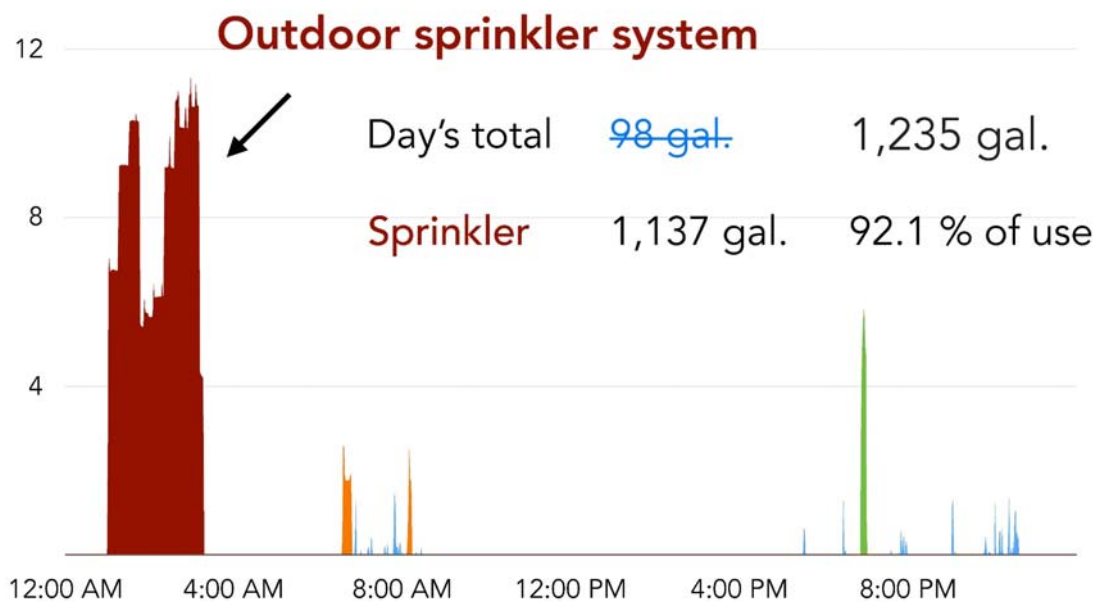 Outdoor sprinkler system
12
Day's total 98 gal. 1,235 gal.
8
Sprinkler 1,137 gal. 92.1 % of use
4
12:00 AM 4:00 AM 8:00 AM 12:00 PM 4:00 PM 8:00 PM